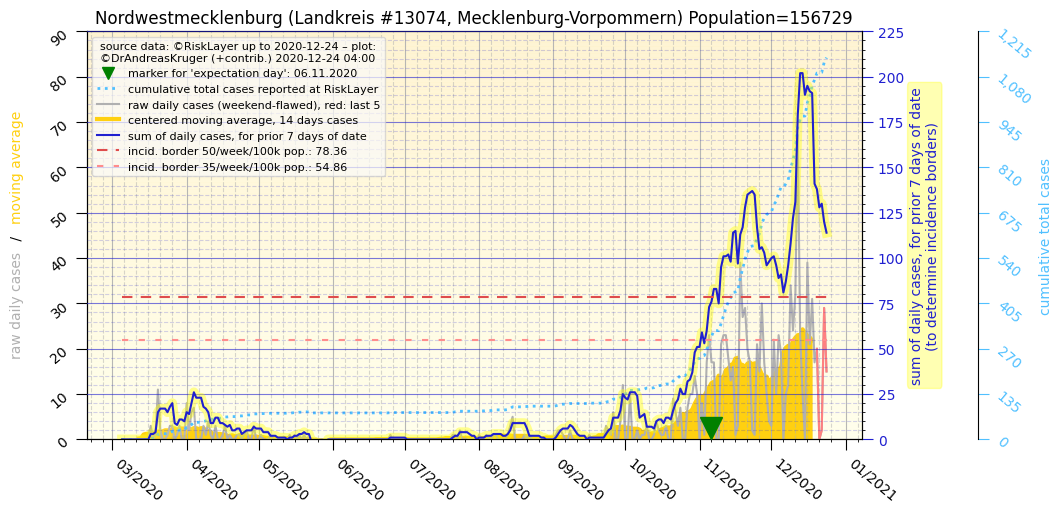 Nordwestmecklenburg (Landkreis #13074, Mecklenburg-Vorpommern) Population=156729
source data: ©RiskLayer up to 2020-12-24 – plot:
©DrAndreasKruger (+contrib.) 2020-12-24 04:00
marker for 'expectation day': 06.11.2020
cumulative total cases reported at RiskLayer
raw daily cases (weekend-flawed), red: last 5
centered moving average, 14 days cases
sum of daily cases, for prior 7 days of date
incid. border 50/week/100k pop.: 78.36
incid. border 35/week/100k pop.: 54.86
raw daily cases / moving average
90
80
70
60
50
40
30
20
10
0
225
200
175
150
125
100
75
50
25
0
sum of daily cases, for prior 7 days of date
(to determine incidence borders)
1,215
1,080
945
810
675
540
405
270
135
0
cumulative total cases
03/2020
04/2020
05/2020
06/2020
07/2020
08/2020
09/2020
10/2020
11/2020
12/2020
01/2021